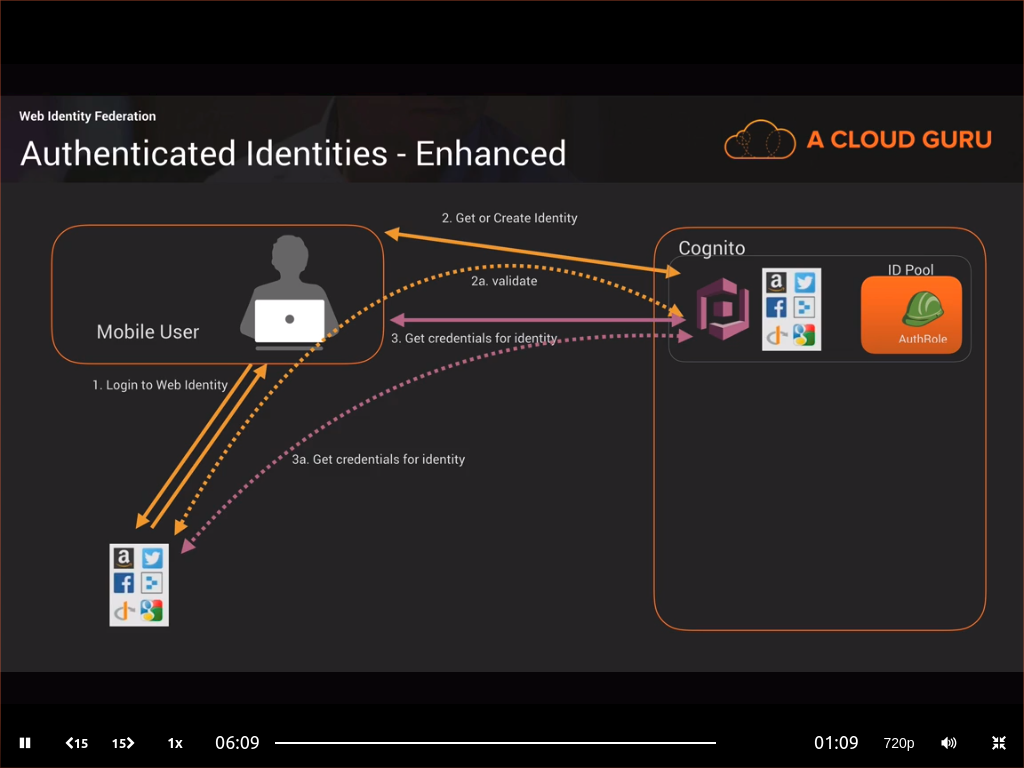 Web Identity Federation
Authenticated Identities - Enhanced
A CLOUD GURU
2. Get or Create Identity
Cognito
ID Pool
2a. validate
a
AuthRole
Mobile User
3. Get credentials for identity
1. Login to Web Identity
3a. Get credentials for identity
a
15
15
1x
06:09
01:09
720p